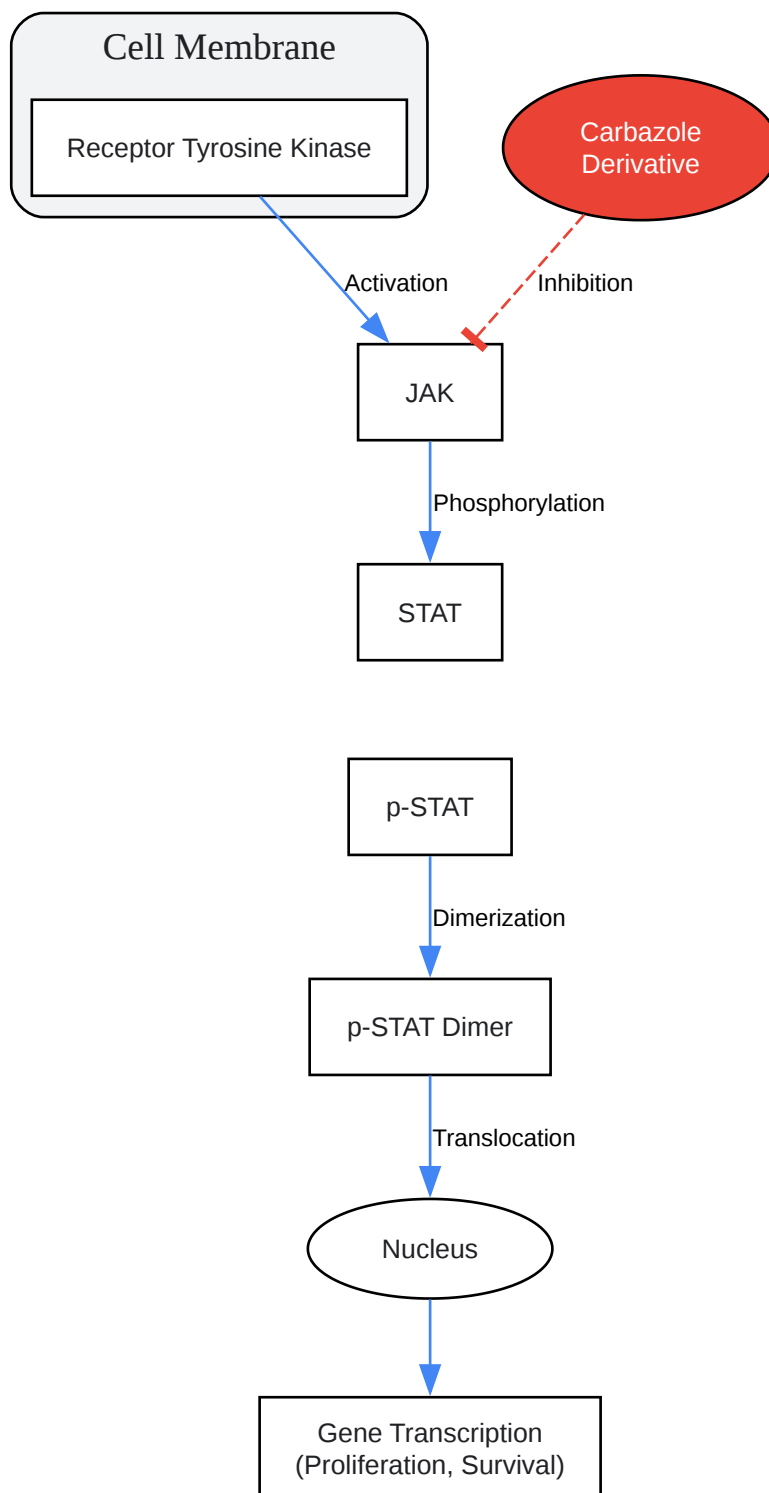 Cell Membrane
Receptor Tyrosine Kinase
Carbazole
Derivative
Activation
Inhibition
JAK
Phosphorylation
STAT
p-STAT
Dimerization
p-STAT Dimer
Translocation
Nucleus
Gene Transcription
(Proliferation, Survival)